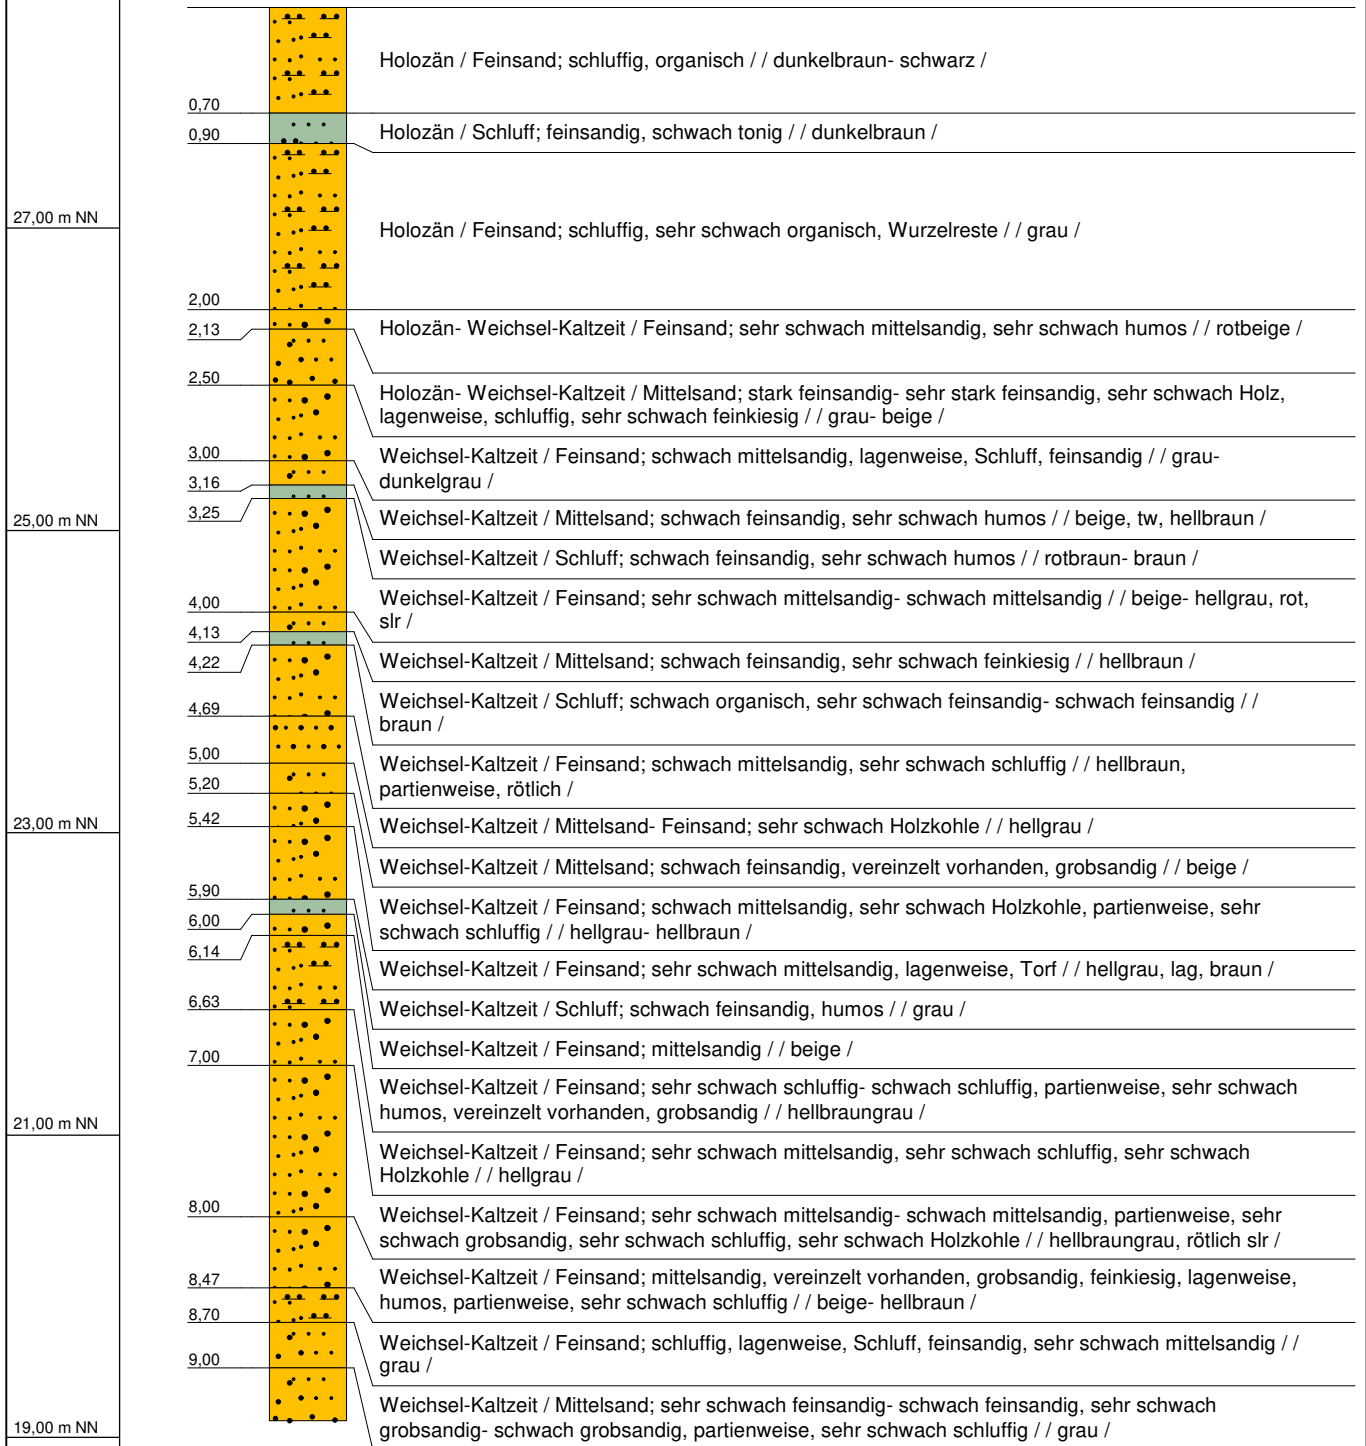 Holozän / Feinsand; schluffig, organisch / / dunkelbraun- schwarz /
0,70
Holozän / Schluff; feinsandig, schwach tonig / / dunkelbraun /
0,90
27,00 m NN
Holozän / Feinsand; schluffig, sehr schwach organisch, Wurzelreste / / grau /
2,00
Holozän- Weichsel-Kaltzeit / Feinsand; sehr schwach mittelsandig, sehr schwach humos / / rotbeige /
2,13
2,50
Holozän- Weichsel-Kaltzeit / Mittelsand; stark feinsandig- sehr stark feinsandig, sehr schwach Holz,
lagenweise, schluffig, sehr schwach feinkiesig / / grau- beige /
3,00
Weichsel-Kaltzeit / Feinsand; schwach mittelsandig, lagenweise, Schluff, feinsandig / / grau-
dunkelgrau /
3,16
3,25
25,00 m NN
Weichsel-Kaltzeit / Mittelsand; schwach feinsandig, sehr schwach humos / / beige, tw, hellbraun /
Weichsel-Kaltzeit / Schluff; schwach feinsandig, sehr schwach humos / / rotbraun- braun /
4,00
Weichsel-Kaltzeit / Feinsand; sehr schwach mittelsandig- schwach mittelsandig / / beige- hellgrau, rot,
slr /
4,13
4,22
Weichsel-Kaltzeit / Mittelsand; schwach feinsandig, sehr schwach feinkiesig / / hellbraun /
Weichsel-Kaltzeit / Schluff; schwach organisch, sehr schwach feinsandig- schwach feinsandig / /
braun /
4,69
5,00
Weichsel-Kaltzeit / Feinsand; schwach mittelsandig, sehr schwach schluffig / / hellbraun,
partienweise, rötlich /
5,20
23,00 m NN
5,42
Weichsel-Kaltzeit / Mittelsand- Feinsand; sehr schwach Holzkohle / / hellgrau /
Weichsel-Kaltzeit / Mittelsand; schwach feinsandig, vereinzelt vorhanden, grobsandig / / beige /
5,90
Weichsel-Kaltzeit / Feinsand; schwach mittelsandig, sehr schwach Holzkohle, partienweise, sehr
schwach schluffig / / hellgrau- hellbraun /
6,00
6,14
Weichsel-Kaltzeit / Feinsand; sehr schwach mittelsandig, lagenweise, Torf / / hellgrau, lag, braun /
6,63
Weichsel-Kaltzeit / Schluff; schwach feinsandig, humos / / grau /
7,00
Weichsel-Kaltzeit / Feinsand; mittelsandig / / beige /
Weichsel-Kaltzeit / Feinsand; sehr schwach schluffig- schwach schluffig, partienweise, sehr schwach
humos, vereinzelt vorhanden, grobsandig / / hellbraungrau /
21,00 m NN
Weichsel-Kaltzeit / Feinsand; sehr schwach mittelsandig, sehr schwach schluffig, sehr schwach
Holzkohle / / hellgrau /
8,00
Weichsel-Kaltzeit / Feinsand; sehr schwach mittelsandig- schwach mittelsandig, partienweise, sehr
schwach grobsandig, sehr schwach schluffig, sehr schwach Holzkohle / / hellbraungrau, rötlich slr /
8,47
Weichsel-Kaltzeit / Feinsand; mittelsandig, vereinzelt vorhanden, grobsandig, feinkiesig, lagenweise,
humos, partienweise, sehr schwach schluffig / / beige- hellbraun /
8,70
Weichsel-Kaltzeit / Feinsand; schluffig, lagenweise, Schluff, feinsandig, sehr schwach mittelsandig / /
grau /
9,00
Weichsel-Kaltzeit / Mittelsand; sehr schwach feinsandig- schwach feinsandig, sehr schwach
grobsandig- schwach grobsandig, partienweise, sehr schwach schluffig / / grau /
19,00 m NN